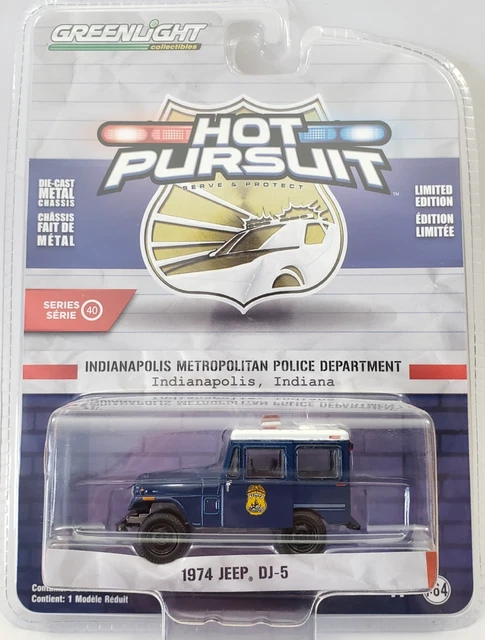 GREENLIGHT
collectibles
HOT
PURSUIT
™
SERVE & PROTECT
DIE-CAST
METAL
CHASSIS
CHÂSSIS
FAIT DE
MÉTAL
LIMITED
EDITION
ÉDITION
LIMITÉE
SERIES
SÉRIE
40
INDIANAPOLIS METROPOLITAN POLICE DEPARTMENT
Indianapolis, Indiana
1974 JEEP® DJ-5
Contient: 1 Modèle Réduit